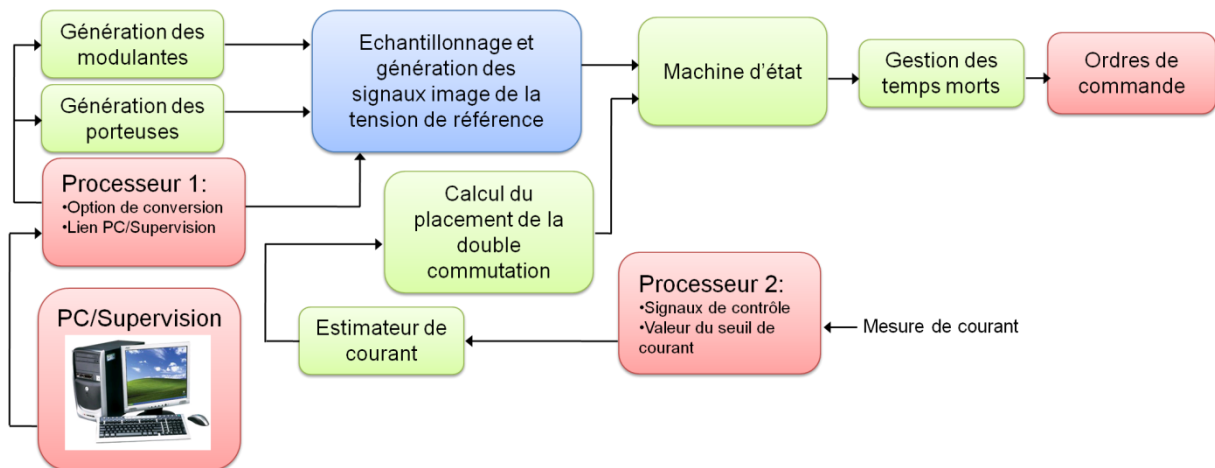 Génération des
modulantes
Génération des
porteuses
Echantillonnage et
génération des
signaux image de la
tension de référence
Machine d'état
Gestion des
temps morts
Ordres de
commande
Processeur 1:
•Option de conversion
•Lien PC/Supervision
Calcul du
placement de la
double
commutation
Processeur 2:
•Signaux de contrôle
•Valeur du seuil de
courant
Mesure de courant
PC/Supervision
Estimateur de
courant